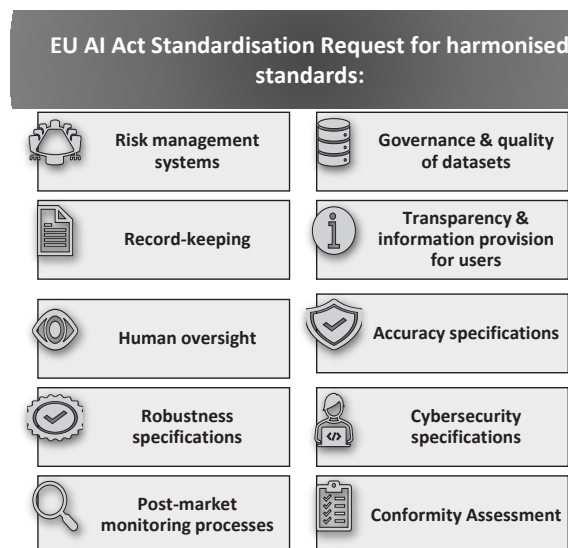 EU AI Act Standardisation Request for harmonised
standards:
Risk management
systems
Governance & quality
of datasets
Record-keeping
Transparency &
information provision
for users
Human oversight
Accuracy specifications
Robustness
specifications
Cybersecurity
specifications
</>
Post-market
monitoring processes
Conformity Assessment